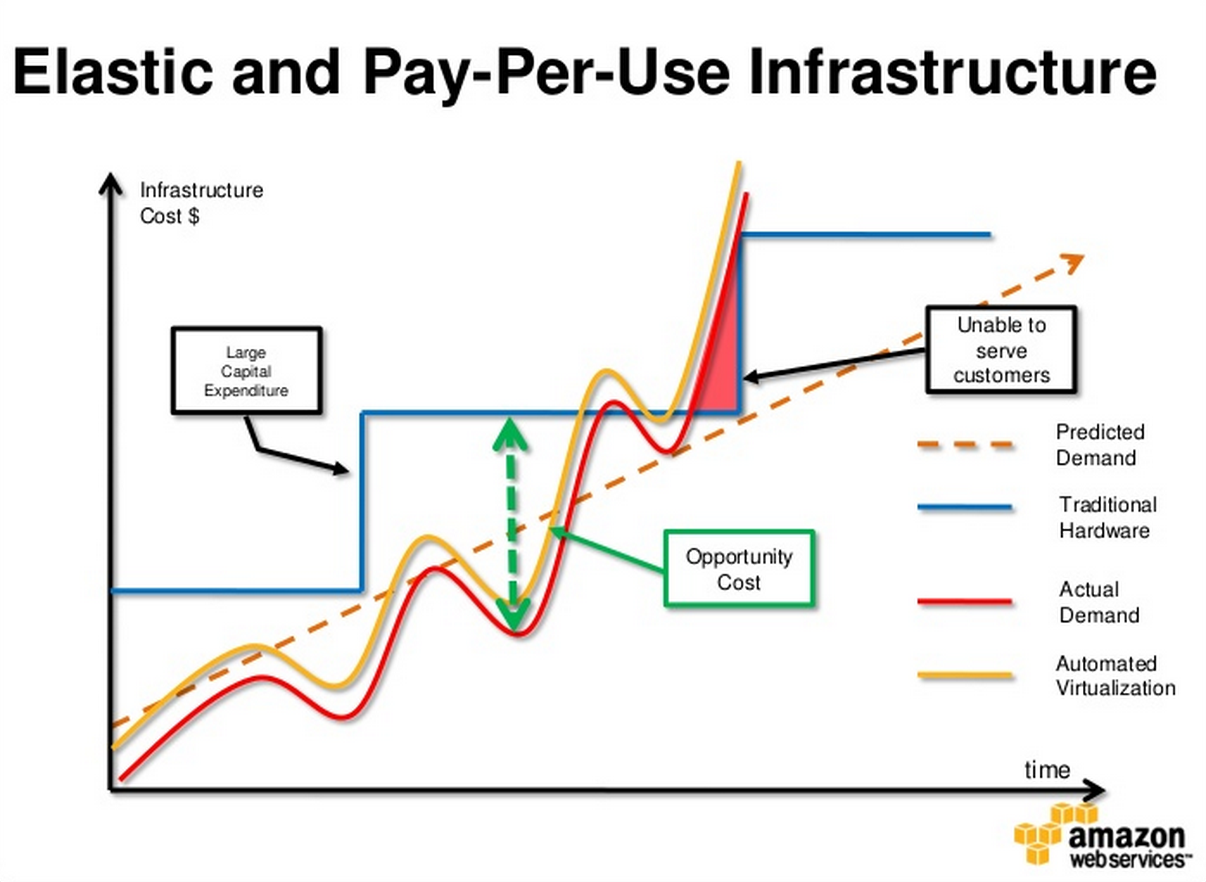 Elastic and Pay-Per-Use Infrastructure
Infrastructure
Cost $
Large
Capital
Expenditure
Unable to
serve
customers
Predicted
Demand
Traditional
Hardware
Opportunity
Cost
Actual
Demand
Automated
Virtualization
time
amazon
webservices™